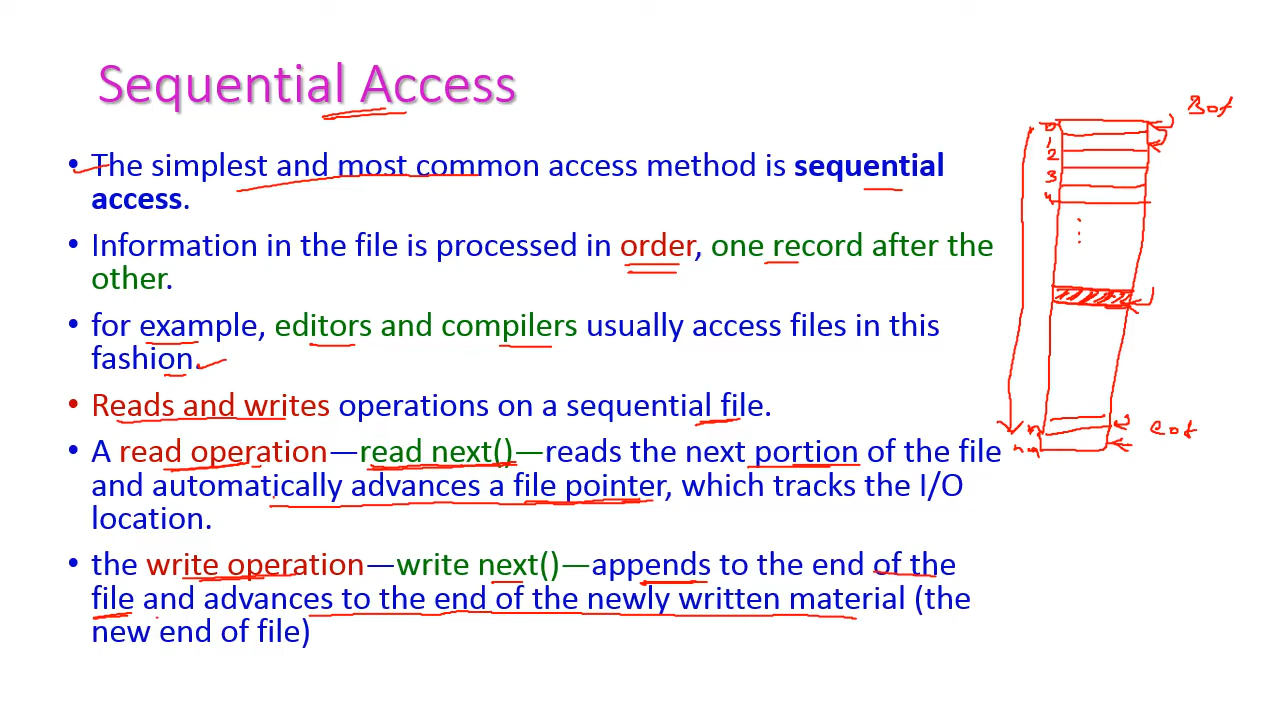 Sequential Access
• The simplest and most common access method is sequential
access.
• Information in the file is processed in order, one record after the
other.
• for example, editors and compilers usually access files in this
fashion.
• Reads and writes operations on a sequential file.
• A read operation—read next()—reads the next portion of the file
and automatically advances a file pointer, which tracks the I/O
location.
• the write operation—write next()—appends to the end of the
file and advances to the end of the newly written material (the
new end of file)
Bof
0
1
2
3
4
eof
n